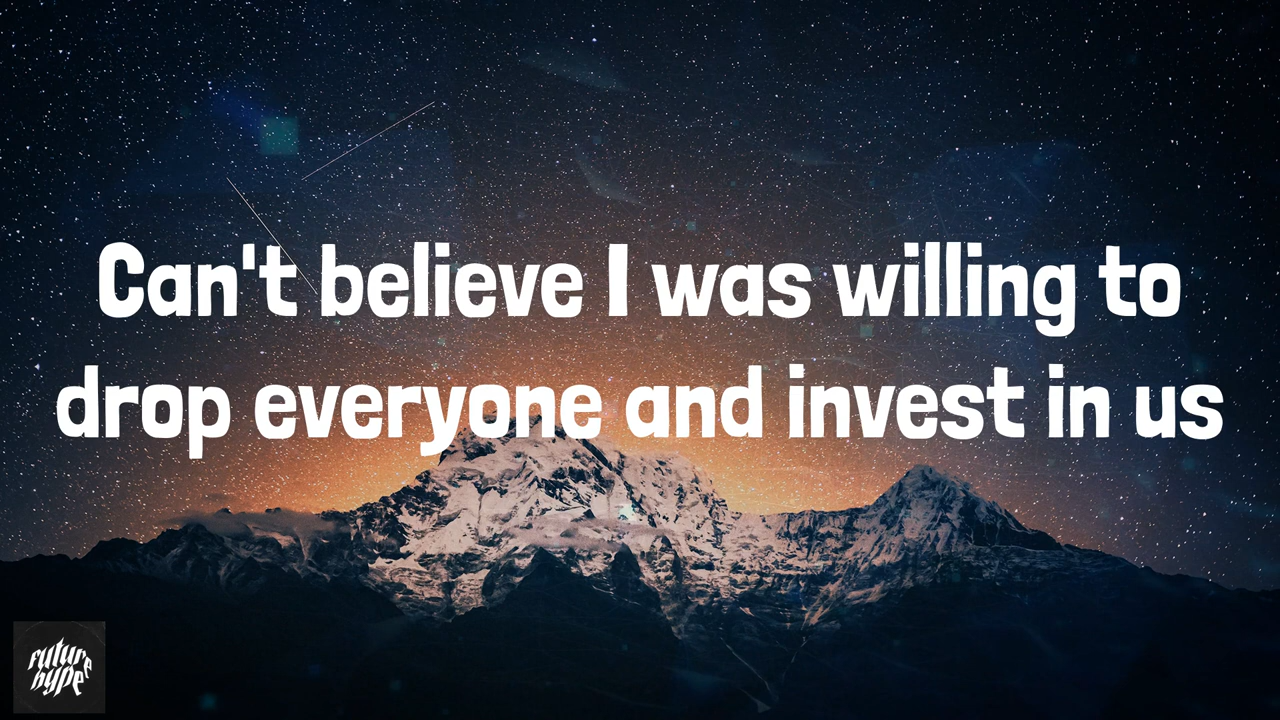 Can't believe I was willing to
drop everyone and invest in us
future
hype